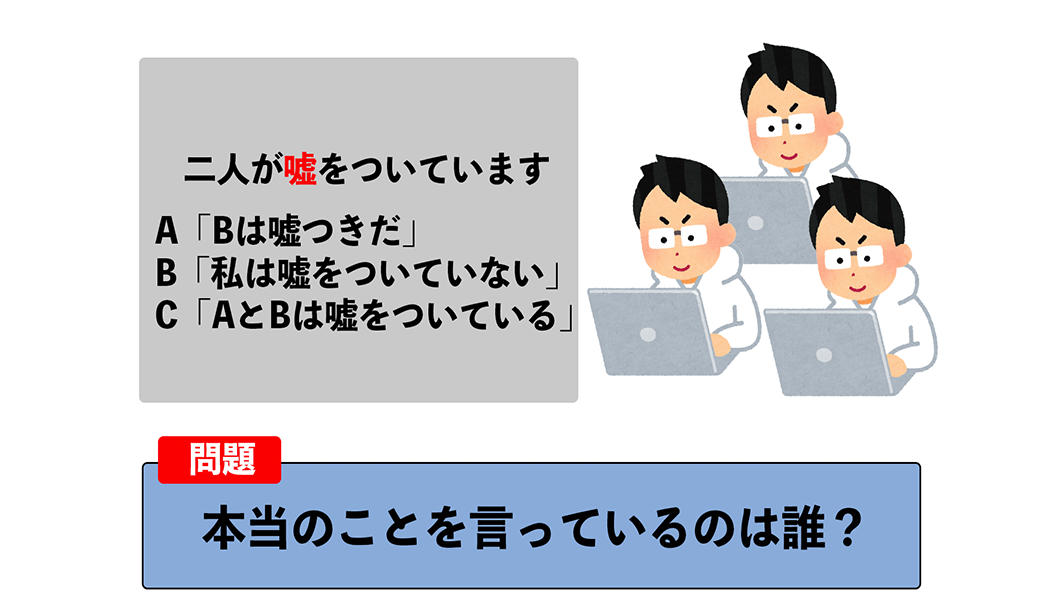 二人が嘘をついています
A「Bは嘘つきだ」
B「私は嘘をついていない」
C「AとBは嘘をついている」
問題
本当のことを言っているのは誰？